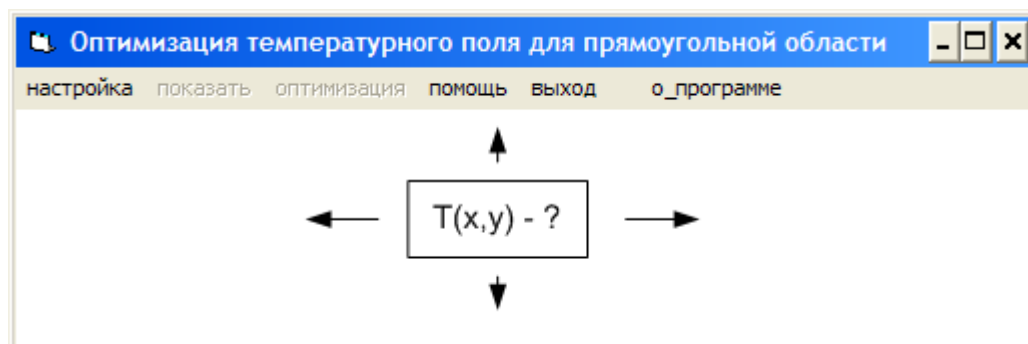 Оптимизация температурного поля для прямоугольной области
настройка показать оптимизация помощь выход о_программе
T(x,y) - ?